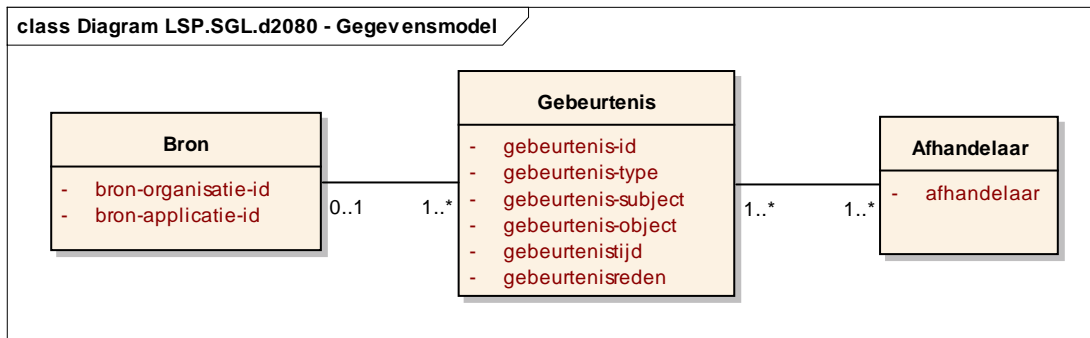 class Diagram LSP.SGL.d2080 - Gegevensmodel
Bron
- bron-organisatie-id
- bron-applicatie-id
0..1
1..*
Gebeurtenis
- gebeurtenis-id
- gebeurtenis-type
- gebeurtenis-subject
- gebeurtenis-object
- gebeurtenistijd
- gebeurtenisreden
1..*
1..*
Afhandelaar
- afhandelaar